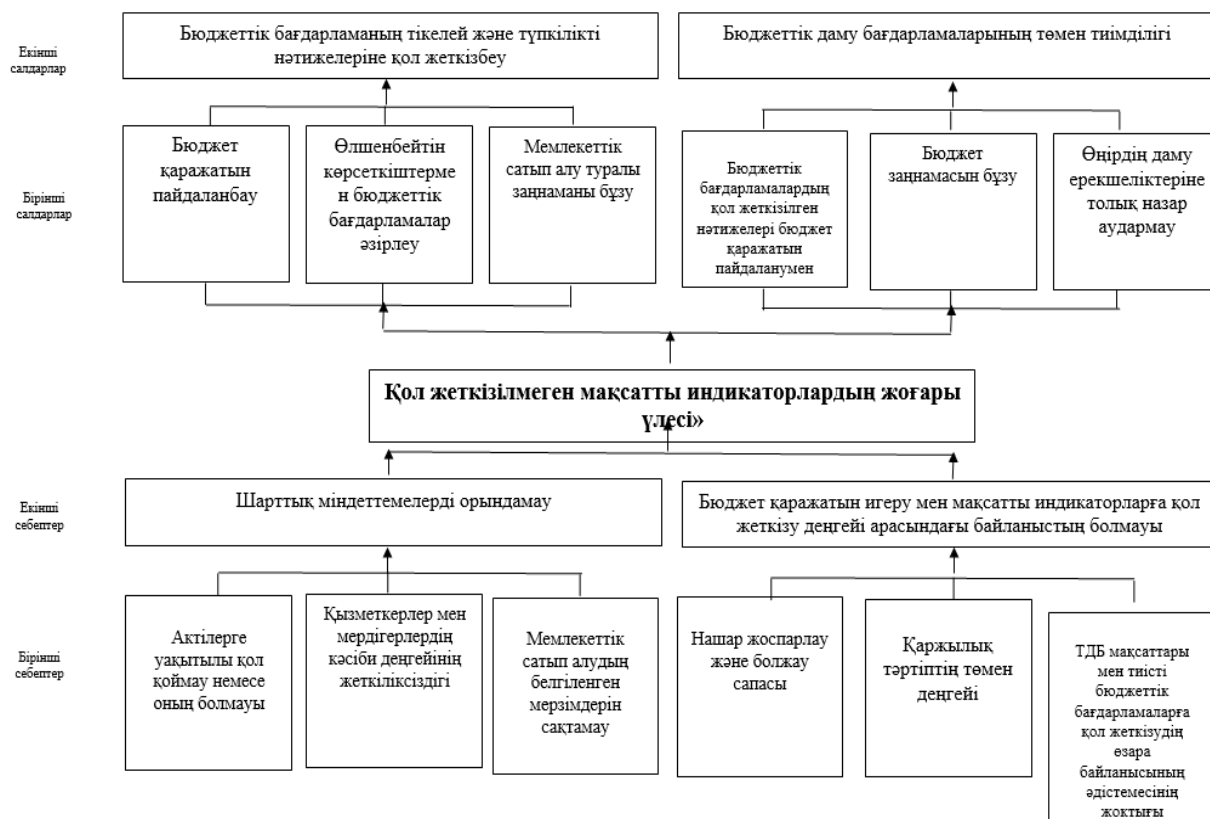 Екінші
салдарлар
Бюджеттік бағдарламаның тікелей және түпкілікті
нәтижелеріне қол жеткізбеу
Бюджеттік даму бағдарламаларының төмен тиімділігі
Бірінші
салдарлар
Бюджет
қаражатын
пайдаланбау
Өлшенбейтін
көрсеткіштерме
н бюджеттік
бағдарламалар
әзірлеу
Мемлекеттік
сатып алу туралы
заңнаманы бұзу
Бюджеттік
бағдарламалардың
қол жеткізілген
нәтижелері бюджет
қаражатын
пайдаланумен
Бюджет
заңнамасын бұзу
Өңірдің даму
ерекшеліктеріне
толық назар
аудармау
Қол жеткізілмеген мақсатты индикаторлардың жоғары
үлесі»
Екінші
себептер
Шарттық міндеттемелерді орындамау
Бюджет қаражатын игеру мен мақсатты индикаторларға қол
жеткізу деңгейі арасындағы байланыстың болмауы
Бірінші
себептер
Актілерге
уақытылы қол
қоймау немесе
оның болмауы
Қызметкерлер мен
мердігерлердің
кәсіби деңгейінің
жеткіліксіздігі
Мемлекеттік
сатып алудың
белгіленген
мерзімдерін
сақтамау
Нашар жоспарлау
және болжау
сапасы
Қаржылық
тәртіптің төмен
деңгейі
ТДБ мақсаттары
мен тиісті
бюджеттік
бағдарламаларға
қол жеткізудің
өзара
байланысының
әдістемесінің
жоқтығы